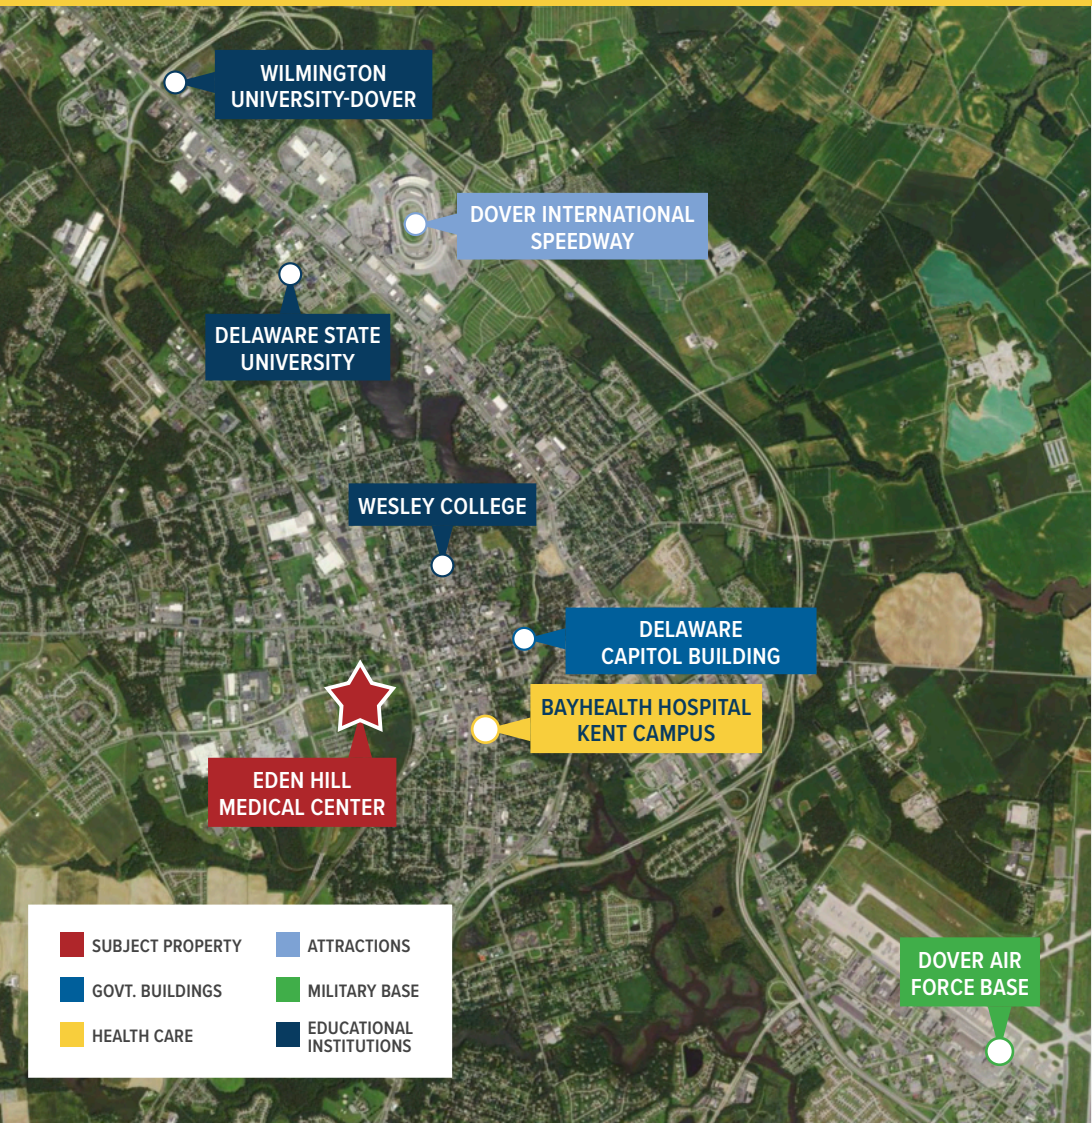 WILMINGTON
UNIVERSITY-DOVER
DOVER INTERNATIONAL
SPEEDWAY
DELAWARE STATE
UNIVERSITY
WESLEY COLLEGE
DELAWARE
CAPITOL BUILDING
BAYHEALTH HOSPITAL
KENT CAMPUS
EDEN HILL
MEDICAL CENTER
DOVER AIR
FORCE BASE
SUBJECT PROPERTY
GOVT. BUILDINGS
HEALTH CARE
ATTRACTIONS
MILITARY BASE
EDUCATIONAL
INSTITUTIONS